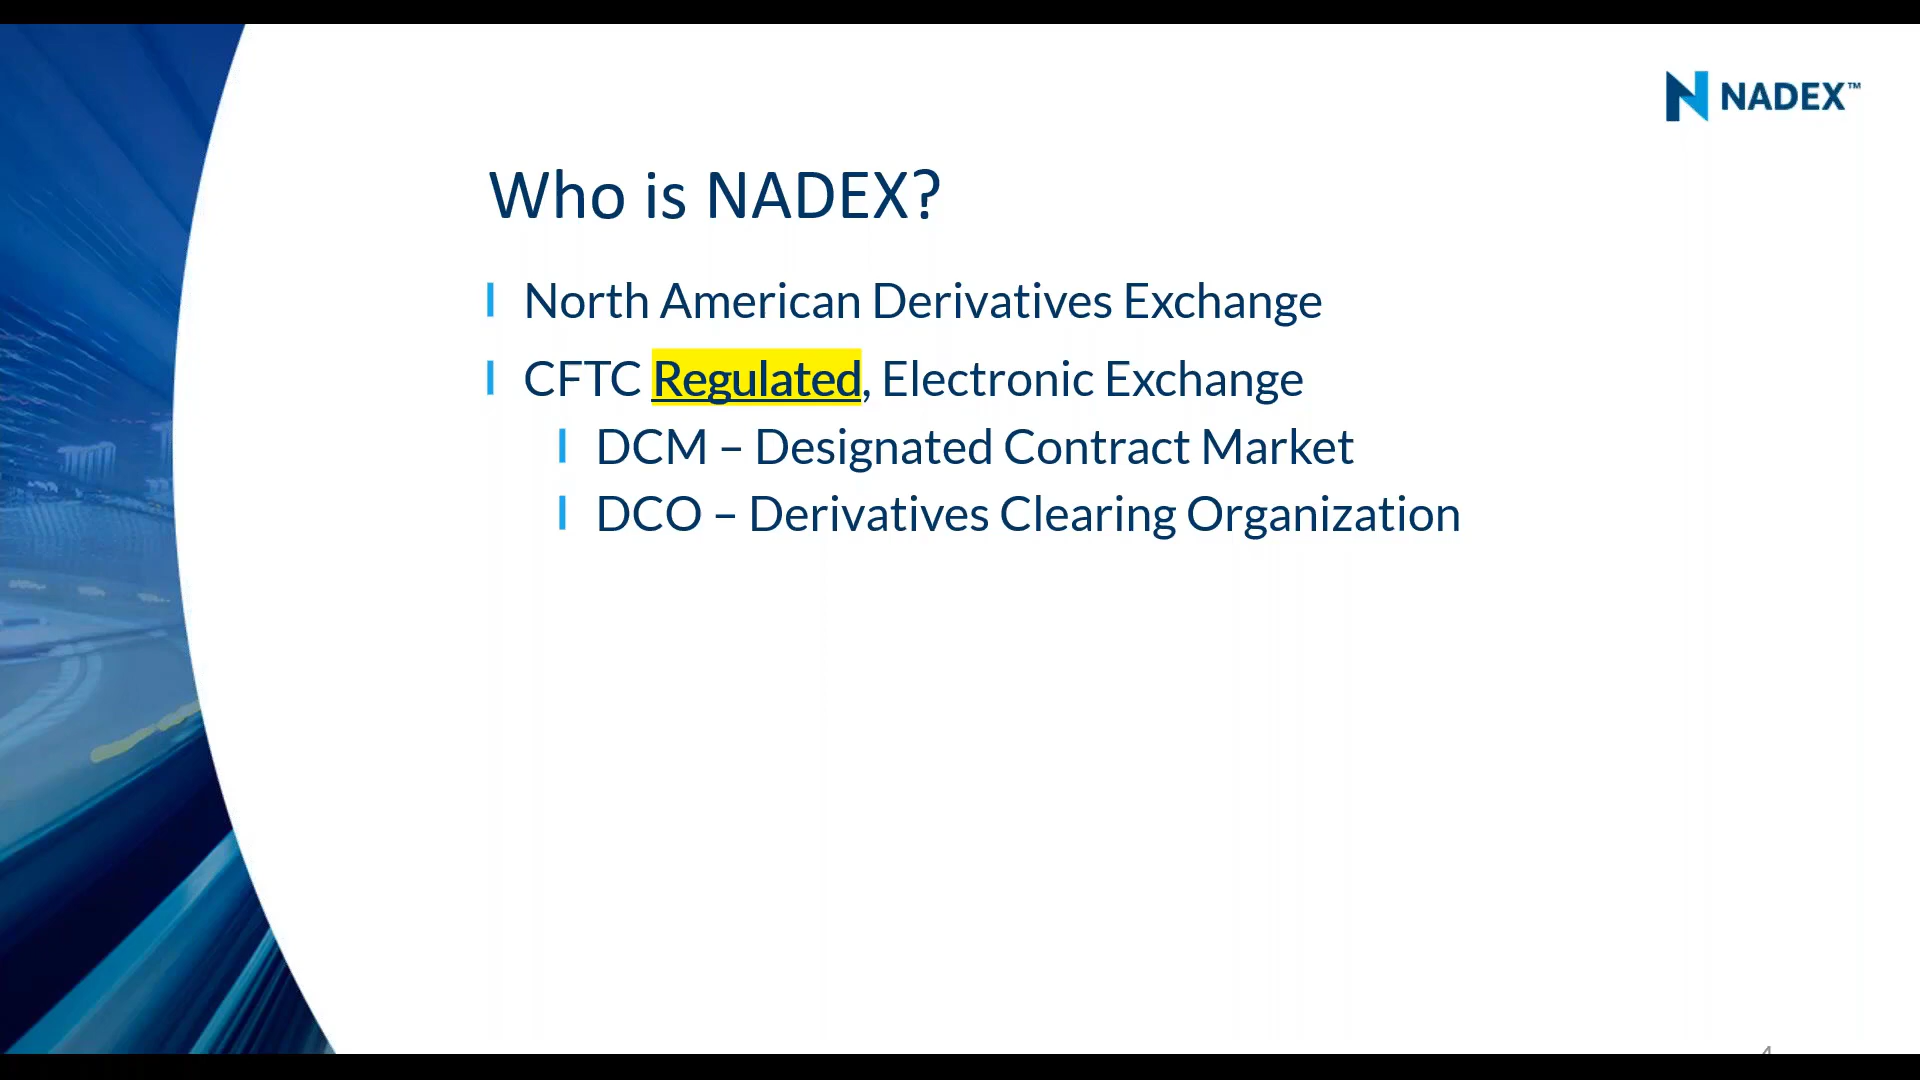 NADEX™
Who is NADEX?
North American Derivatives Exchange
CFTC Regulated, Electronic Exchange
DCM – Designated Contract Market
DCO – Derivatives Clearing Organization
4